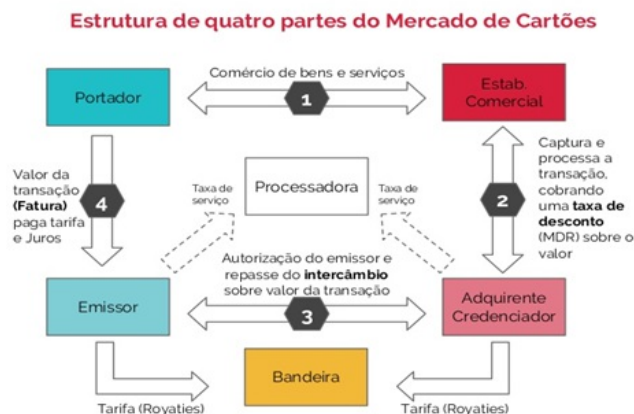 Estrutura de quatro partes do Mercado de Cartões
Comércio de bens e serviços
Portador
1
Estab.
Comercial
Valor da
transação
(Fatura)
paga tarifa
e Juros
4
Taxa de
serviço
Processadora
Taxa de
serviço
Captura e
processa a
transação,
cobrando
uma taxa de
desconto
(MDR) sobre o
valor
2
Autorização do emissor e
repasse do intercâmbio
sobre valor da transação
Emissor
3
Adquirente
Credenciador
Bandeira
Tarifa (Royaties)
Tarifa (Royaties)